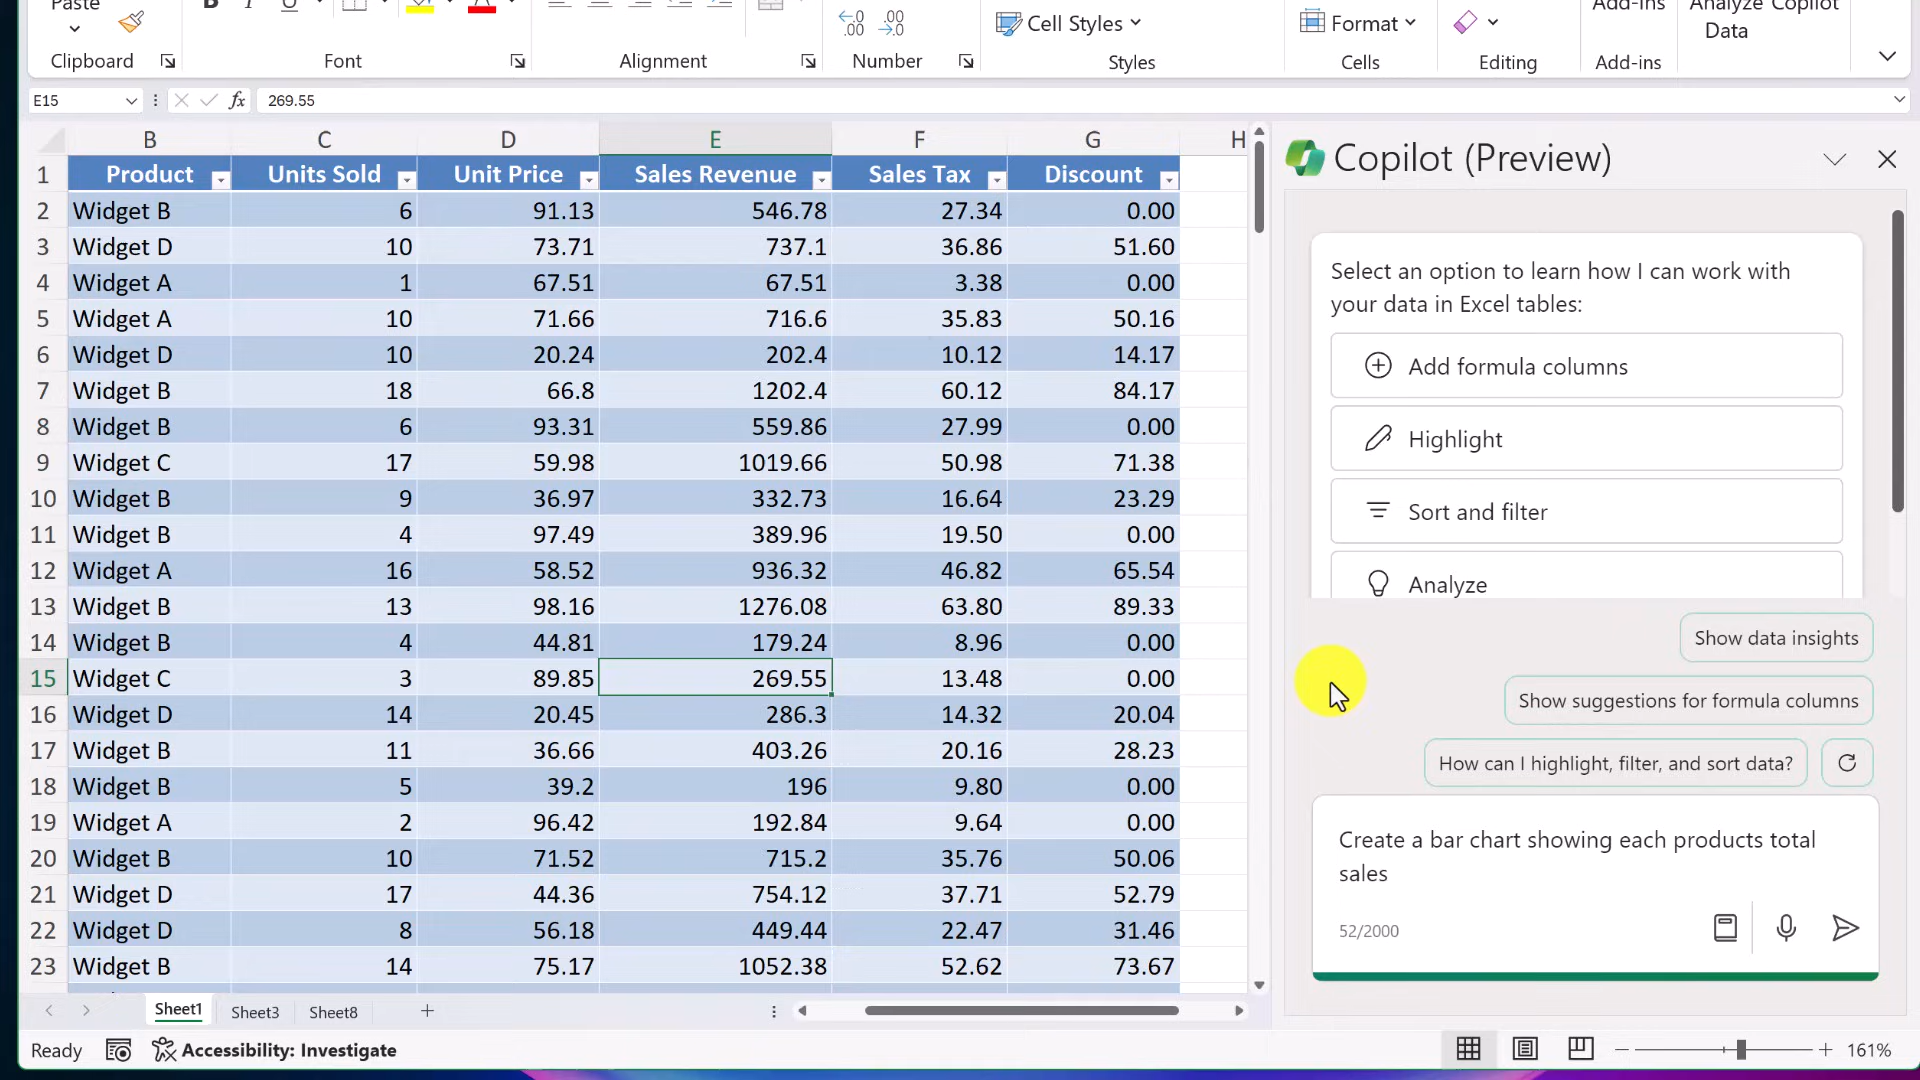 Paste
B I U
Cell Styles
Format
Add-ins
Analyze Copilot
Data
Clipboard Font Alignment Number Styles Cells Editing Add-ins
E15 fx 269.55
B C D E F G H
1 Product Units Sold Unit Price Sales Revenue Sales Tax Discount
2 Widget B 6 91.13 546.78 27.34 0.00
3 Widget D 10 73.71 737.1 36.86 51.60
4 Widget A 1 67.51 67.51 3.38 0.00
5 Widget A 10 71.66 716.6 35.83 50.16
6 Widget D 10 20.24 202.4 10.12 14.17
7 Widget B 18 66.8 1202.4 60.12 84.17
8 Widget B 6 93.31 559.86 27.99 0.00
9 Widget C 17 59.98 1019.66 50.98 71.38
10 Widget B 9 36.97 332.73 16.64 23.29
11 Widget B 4 97.49 389.96 19.50 0.00
12 Widget A 16 58.52 936.32 46.82 65.54
13 Widget B 13 98.16 1276.08 63.80 89.33
14 Widget B 4 44.81 179.24 8.96 0.00
15 Widget C 3 89.85 269.55 13.48 0.00
16 Widget D 14 20.45 286.3 14.32 20.04
17 Widget B 11 36.66 403.26 20.16 28.23
18 Widget B 5 39.2 196 9.80 0.00
19 Widget A 2 96.42 192.84 9.64 0.00
20 Widget B 10 71.52 715.2 35.76 50.06
21 Widget D 17 44.36 754.12 37.71 52.79
22 Widget D 8 56.18 449.44 22.47 31.46
23 Widget B 14 75.17 1052.38 52.62 73.67
Sheet1 Sheet3 Sheet8
Ready Accessibility: Investigate 161%
Copilot (Preview)
Select an option to learn how I can work with
your data in Excel tables:
Add formula columns
Highlight
Sort and filter
Analyze
Show data insights
Show suggestions for formula columns
How can I highlight, filter, and sort data?
Create a bar chart showing each products total
sales
52/2000